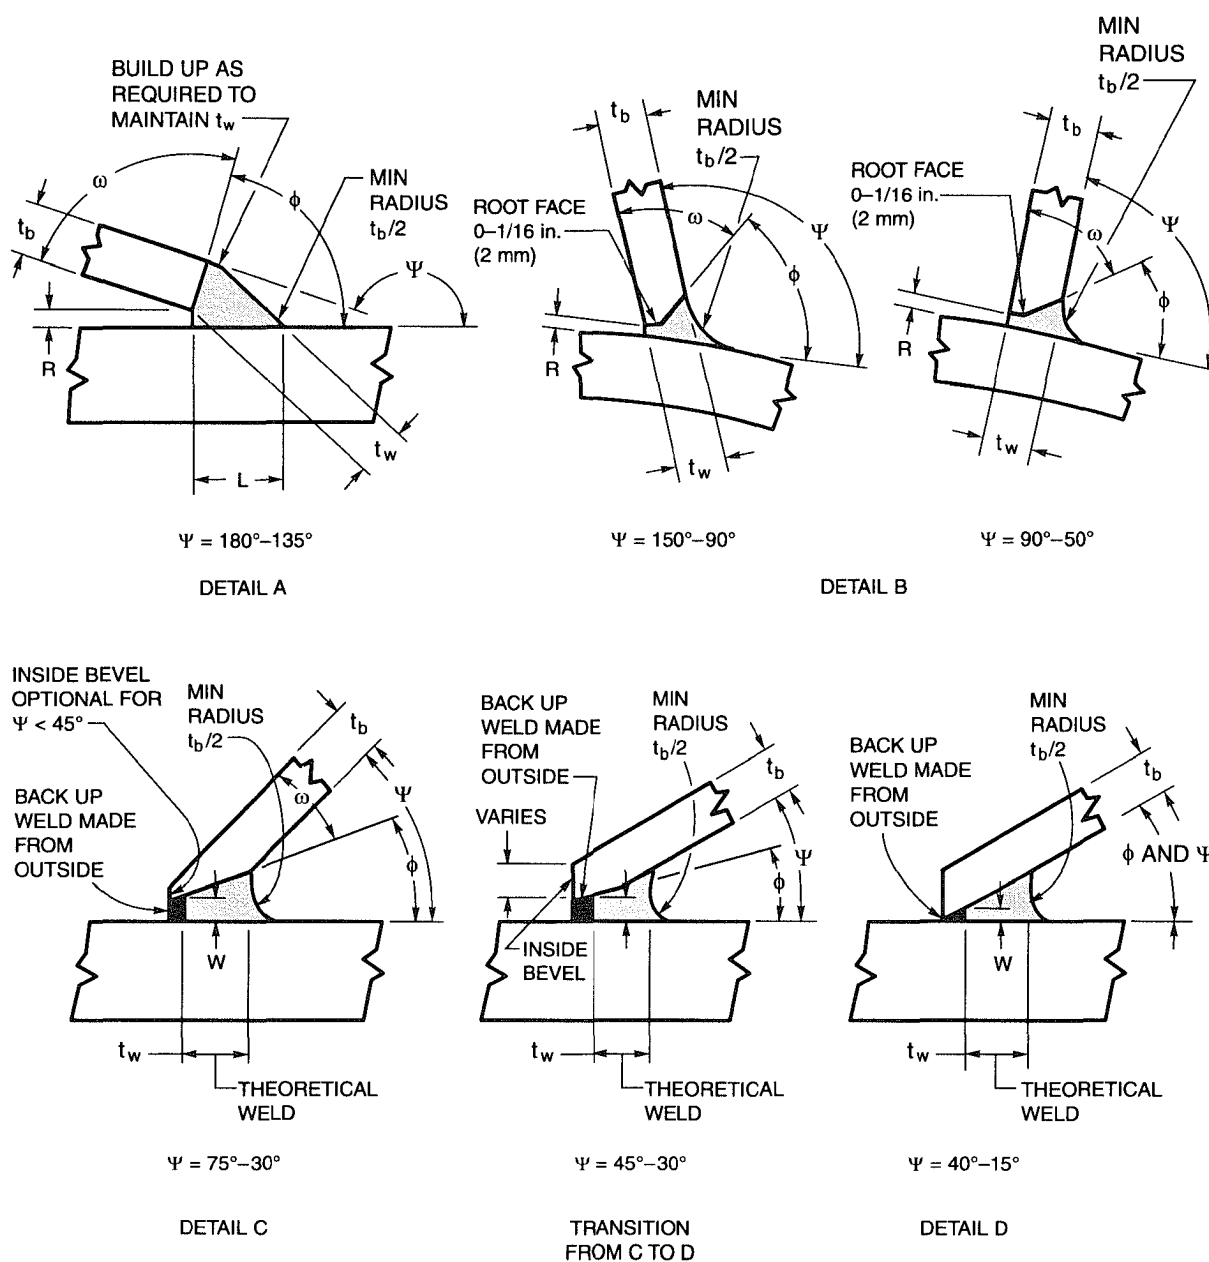 BUILD UP AS
REQUIRED TO
MAINTAIN tw
ω
ϕ
MIN
RADIUS
tb/2
tb
Ψ
R
tw
L
Ψ = 180°–135°
DETAIL A
tb
MIN
RADIUS
tb/2
ROOT FACE
0–1/16 in.
(2 mm)
ω
Ψ
ϕ
R
tw
Ψ = 150°–90°
MIN
RADIUS
tb/2
tb
ROOT FACE
0–1/16 in.
(2 mm)
ω
Ψ
ϕ
R
tw
Ψ = 90°–50°
DETAIL B
INSIDE BEVEL
OPTIONAL FOR
Ψ < 45°
MIN
RADIUS
tb/2
tb
ω
Ψ
ϕ
BACK UP
WELD MADE
FROM
OUTSIDE
W
tw
THEORETICAL
WELD
Ψ = 75°–30°
DETAIL C
BACK UP
WELD MADE
FROM
OUTSIDE
MIN
RADIUS
tb/2
tb
VARIES
Ψ
ϕ
INSIDE
BEVEL
tw
THEORETICAL
WELD
Ψ = 45°–30°
TRANSITION
FROM C TO D
BACK UP
WELD MADE
FROM
OUTSIDE
MIN
RADIUS
tb/2
tb
ϕ AND Ψ
W
tw
THEORETICAL
WELD
Ψ = 40°–15°
DETAIL D